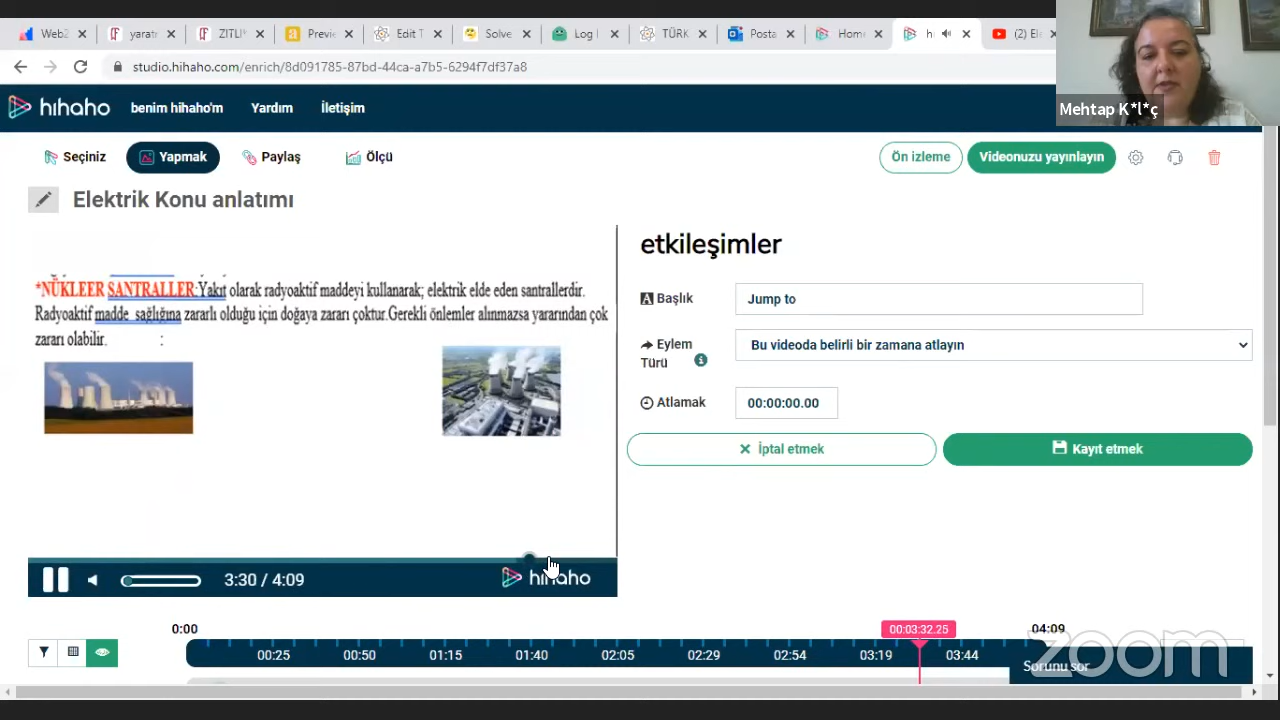 Web2
yaratr
ZITLI
Previe
Edit T
Solve
Log I
TÜRK
Posta
Home
h
(2) Ele
studio.hihaho.com/enrich/8d091785-87bd-44ca-a7b5-6294f7df37a8
Mehtap K*l*ç
hihaho
benim hihaho'm
Yardım
İletişim
Seçiniz
Yapmak
Paylaş
Ölçü
Ön izleme
Videonuzu yayınlayın
Elektrik Konu anlatımı
*NÜKLEER SANTRALLER:Yakıt olarak radyoaktif maddeyi kullanarak; elektrik elde eden santrallerdir.
Radyoaktif madde sağlığına zararlı olduğu için doğaya zararı çoktur.Gerekli önlemler alınmazsa yararından çok
zararı olabilir. :
3:30 / 4:09
hihaho
etkileşimler
Başlık
Jump to
Eylem
Türü
Bu videoda belirli bir zamana atlayın
Atlamak
00:00:00.00
İptal etmek
Kayıt etmek
0:00
00:03:32.25
04:09
00:25
00:50
01:15
01:40
02:05
02:29
02:54
03:19
03:44
Sorunu sor
zoom